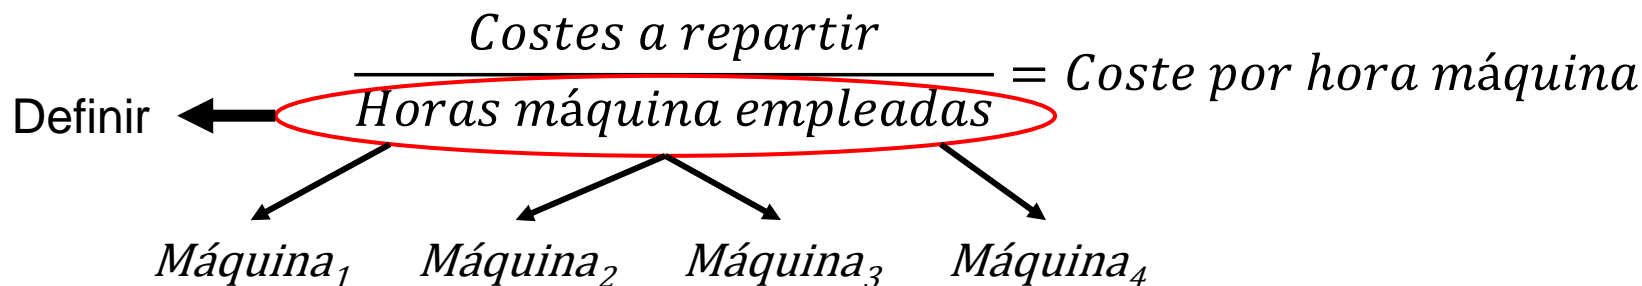 Costes a repartir
Horas máquina empleadas = Coste por hora máquina
Definir
Máquina₁ Máquina₂ Máquina₃ Máquina₄